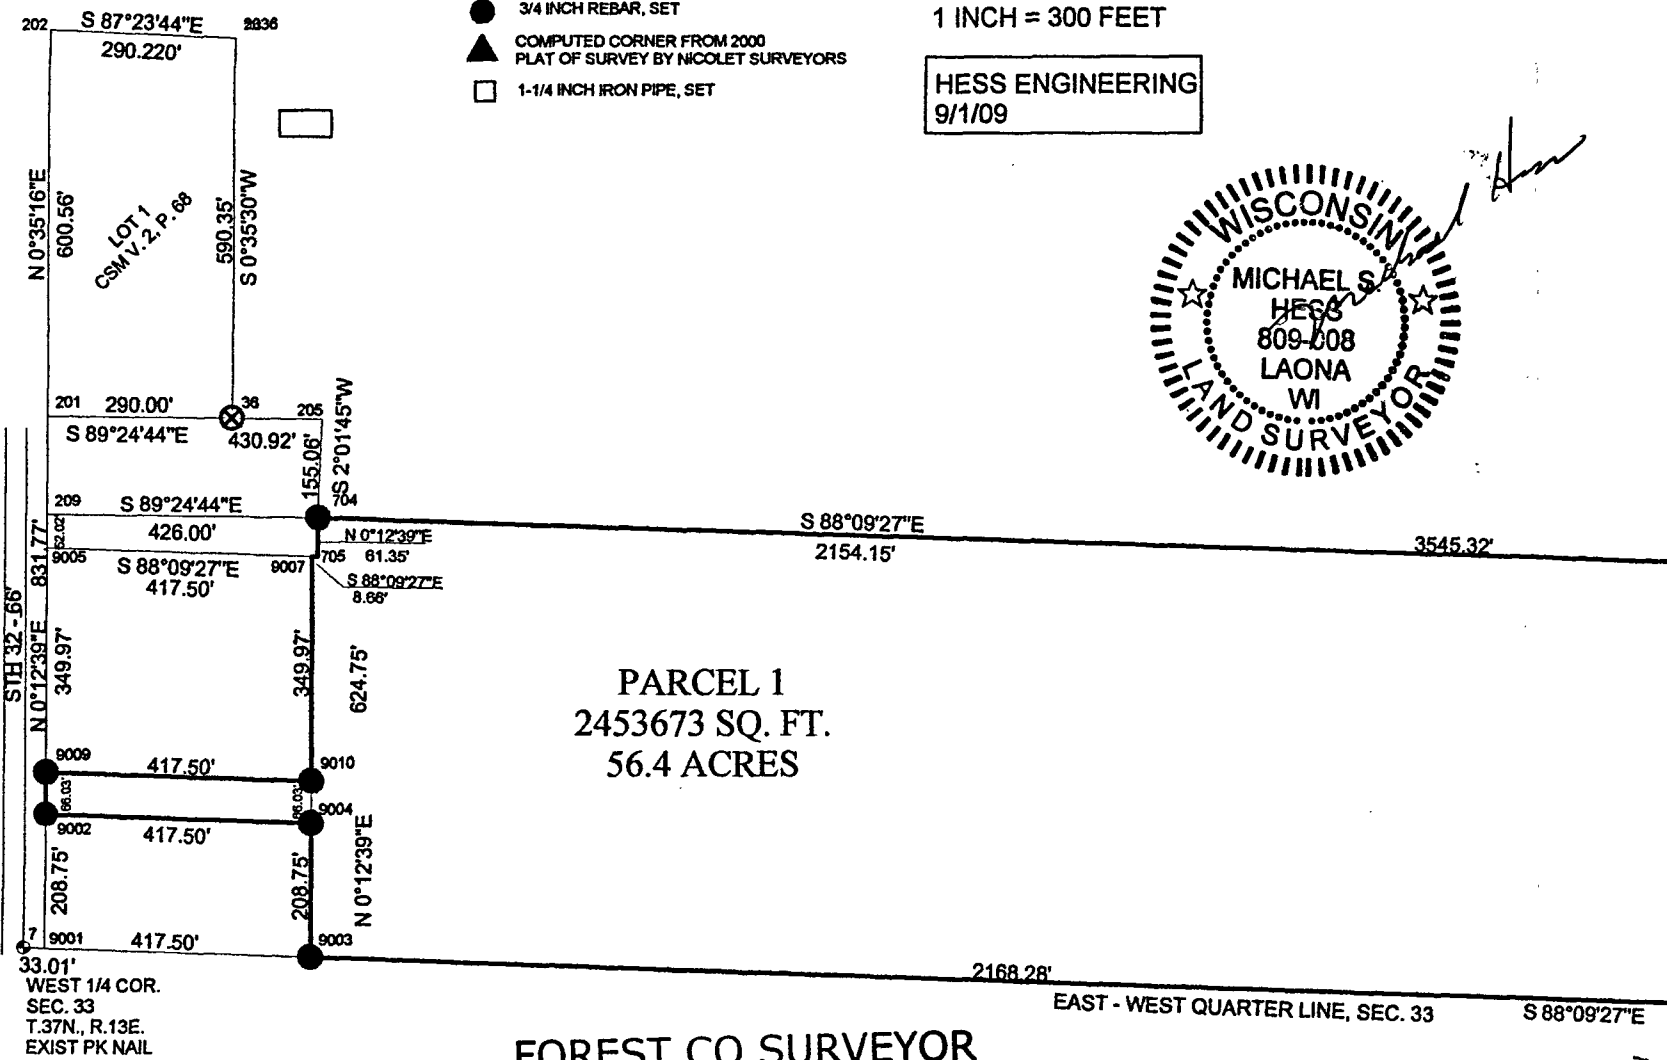 3/4 INCH REBAR, SET
COMPUTED CORNER FROM 2000
PLAT OF SURVEY BY NICOLET SURVEYORS
1-1/4 INCH IRON PIPE, SET
1 INCH = 300 FEET
HESS ENGINEERING
9/1/09
WISCONSIN
MICHAEL S.
HESS
809-008
LAONA
WI
LAND SURVEYOR
202
S 87°23'44"E
290.220'
N 0°35'16"E
600.56'
LOT 1
CSM V. 2, P. 68
590.35'
S 0°35'30"W
201
290.00'
36
205
S 89°24'44"E
430.92'
155.06'
S 2°01'45"W
209
S 89°24'44"E
704
426.00'
52.02'
831.77'
N 0°12'39"E
61.35'
9005
S 88°09'27"E
9007
705
417.50'
S 88°09'27"E
8.66'
S 88°09'27"E
2154.15'
3545.32'
STH 32 - 66'
N 0°12'39"E
349.97'
349.97'
624.75'
PARCEL 1
2453673 SQ. FT.
56.4 ACRES
9009
417.50'
9010
66.03'
66.03'
9004
9002
417.50'
208.75'
208.75'
N 0°12'39"E
7
9001
417.50'
9003
33.01'
WEST 1/4 COR.
SEC. 33
T.37N., R.13E.
EXIST PK NAIL
2168.28'
EAST - WEST QUARTER LINE, SEC. 33
S 88°09'27"E
FOREST CO SURVEYOR